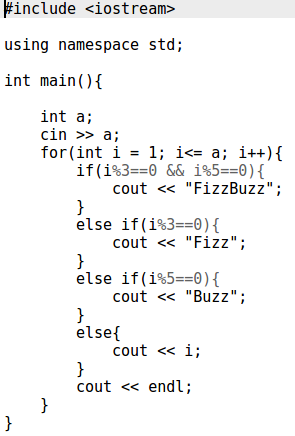 #include <iostream>
using namespace std;
int main(){
int a;
cin >> a;
for(int i = 1; i<= a; i++){
if(i%3==0 && i%5==0){
cout << "FizzBuzz";
}
else if(i%3==0){
cout << "Fizz";
}
else if(i%5==0){
cout << "Buzz";
}
else{
cout << i;
}
cout << endl;
}
}